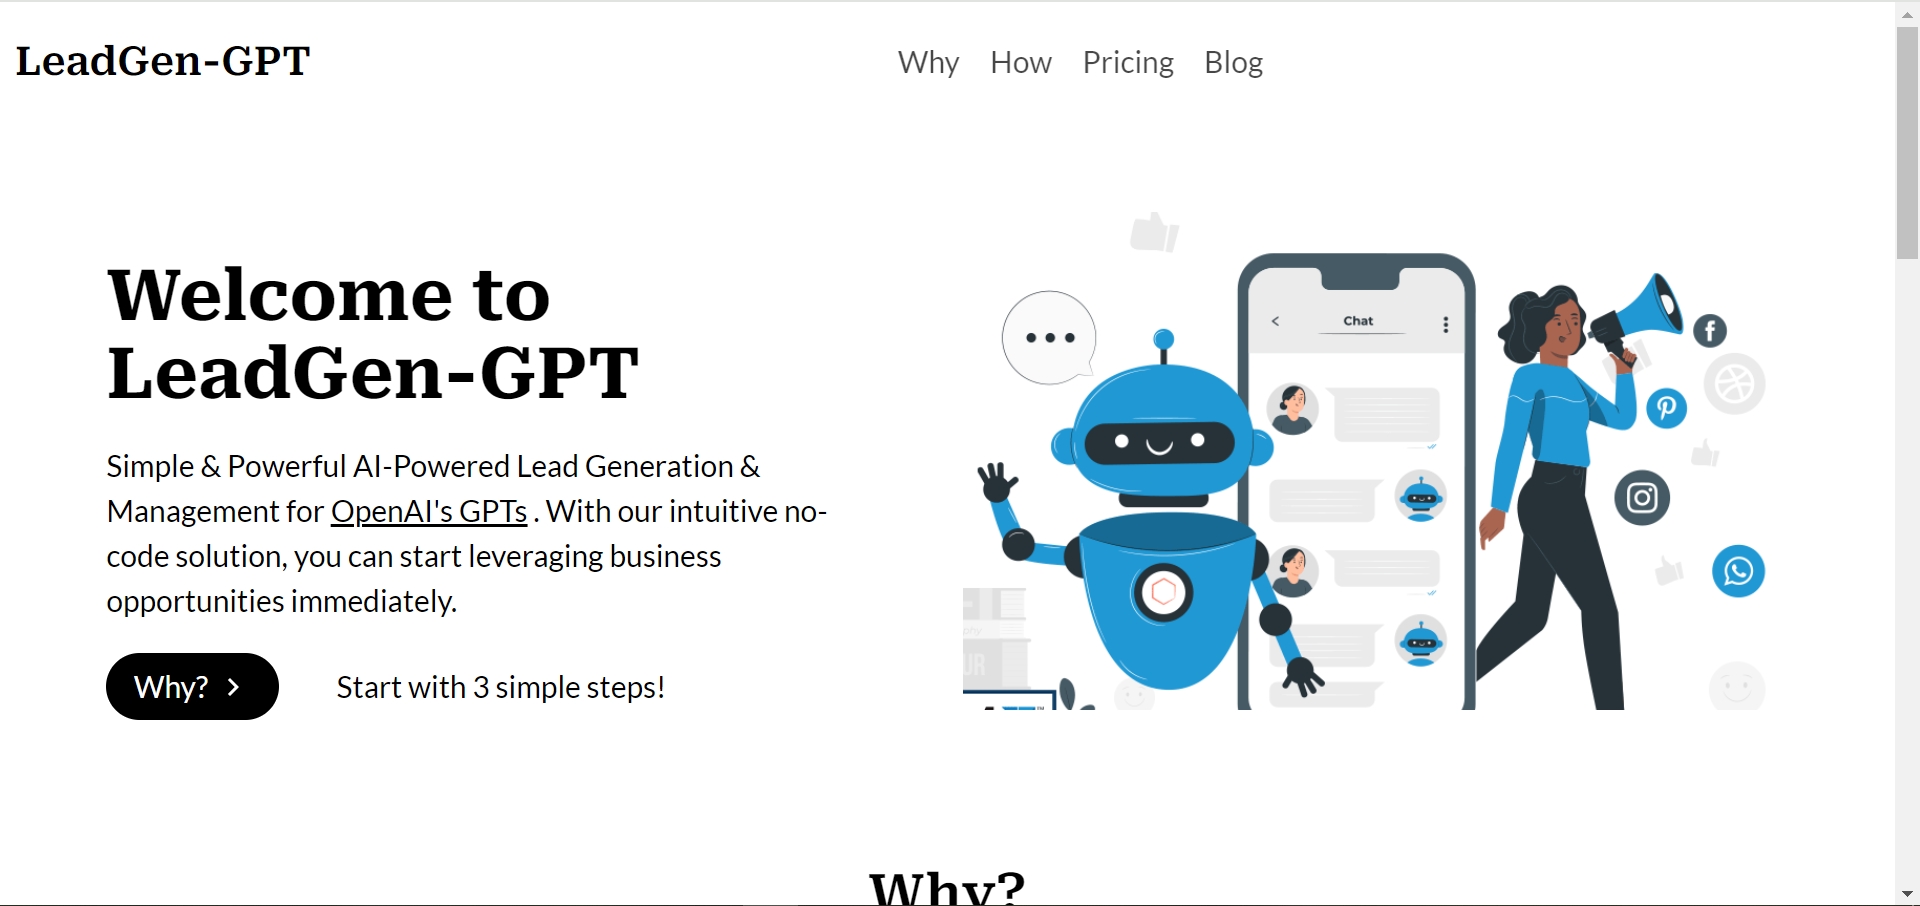 LeadGen-GPT
Why How Pricing Blog
Welcome to
LeadGen-GPT
Simple & Powerful AI-Powered Lead Generation &
Management for OpenAI's GPTs . With our intuitive no-
code solution, you can start leveraging business
opportunities immediately.
Why?
Start with 3 simple steps!
Chat
UR
Why?